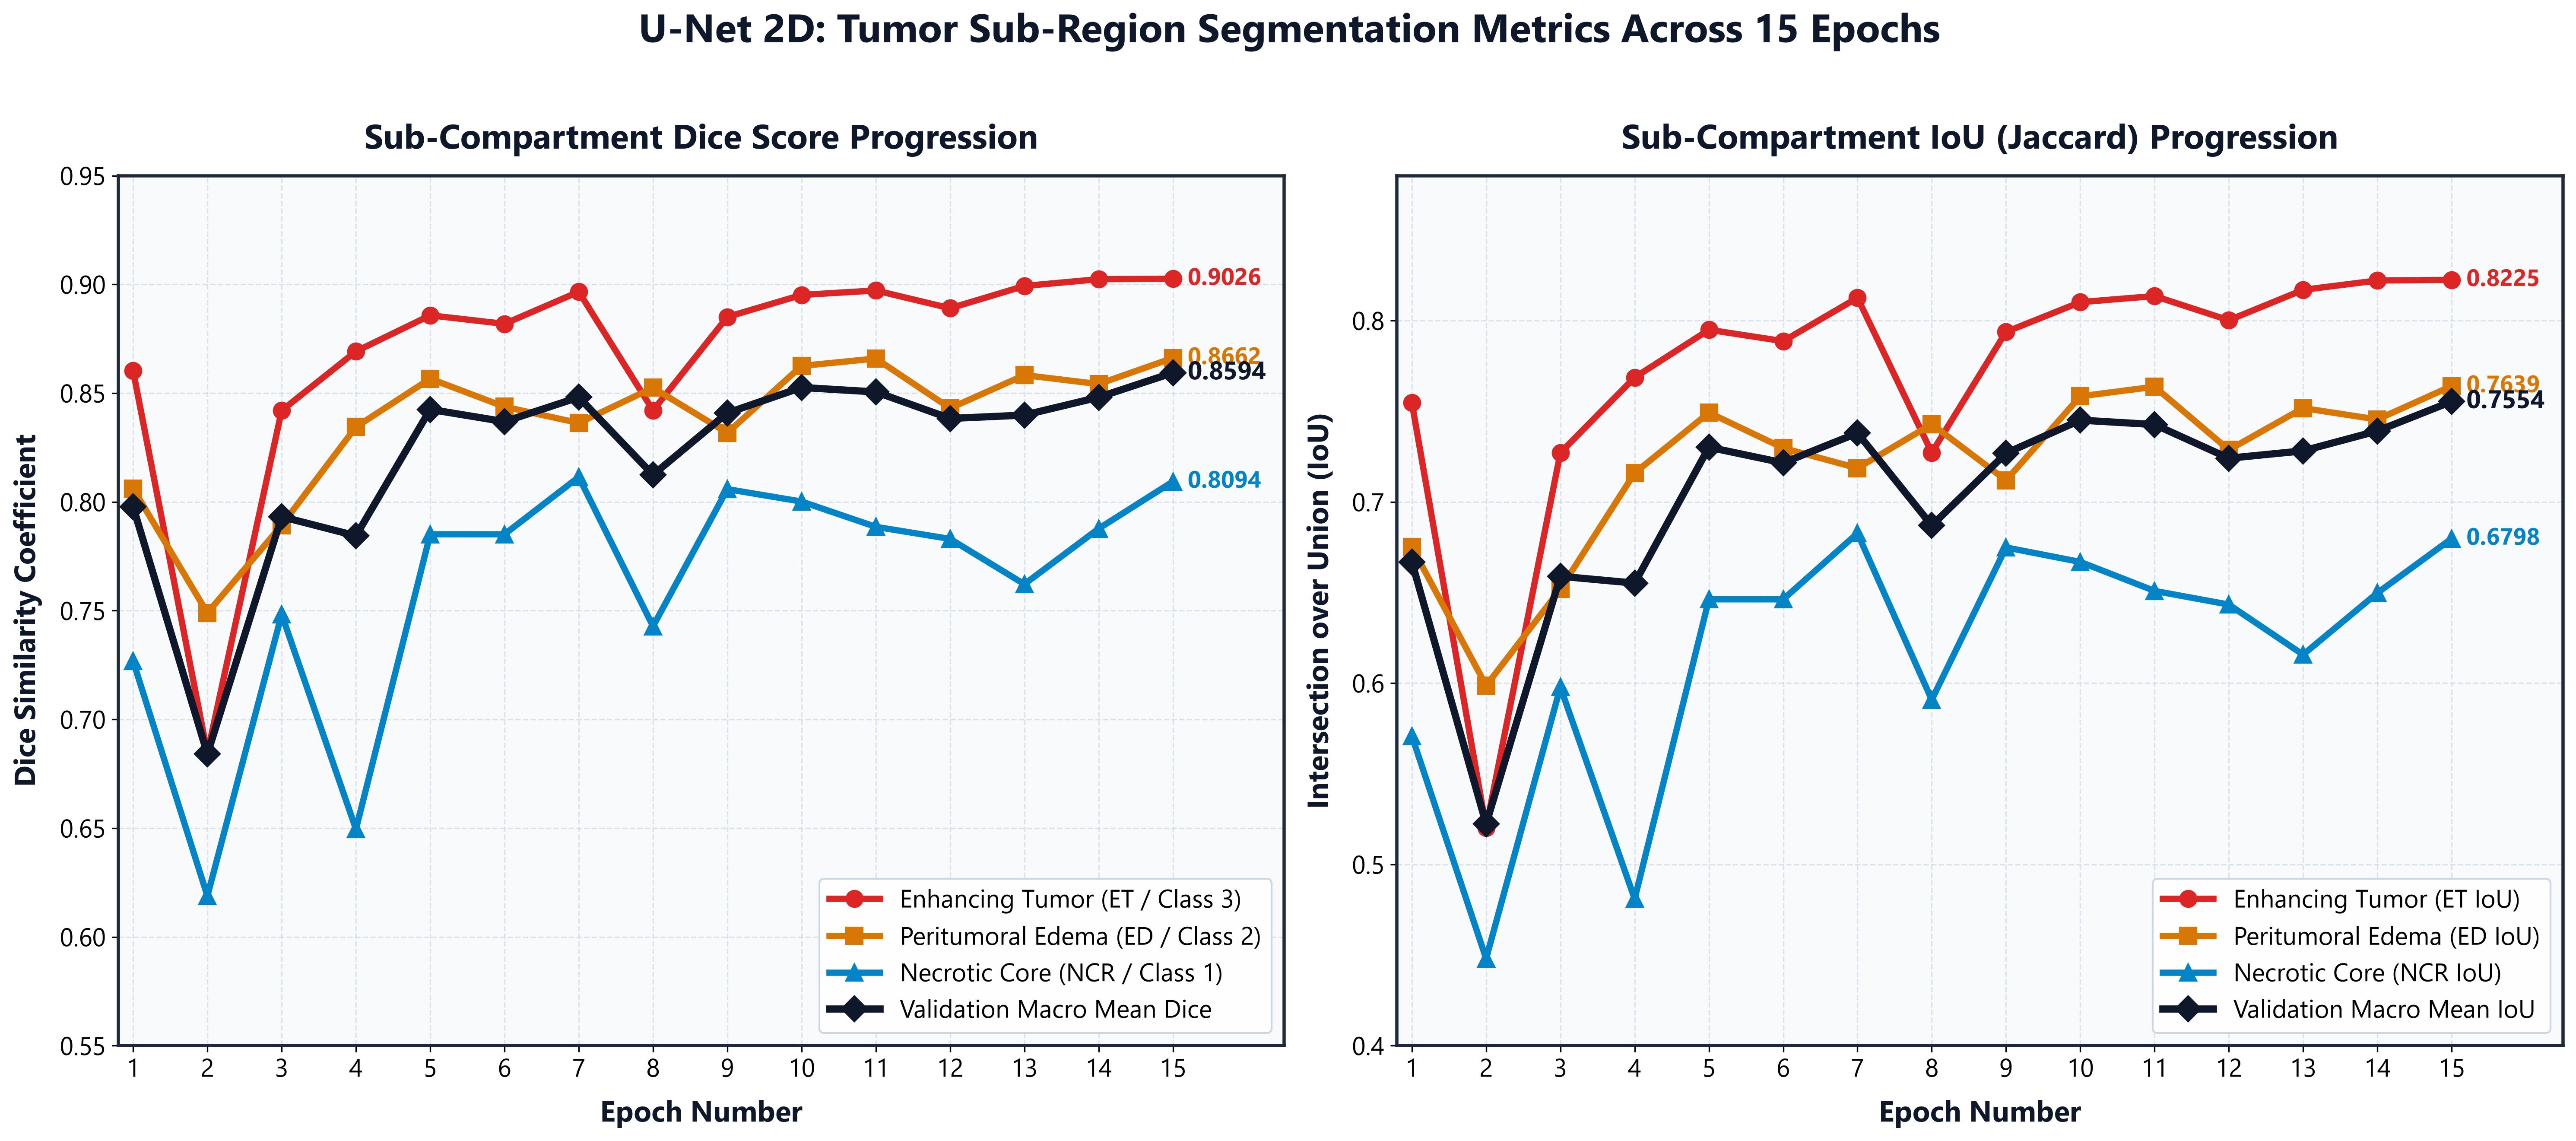 U-Net 2D: Tumor Sub-Region Segmentation Metrics Across 15 Epochs
Sub-Compartment Dice Score Progression
Dice Similarity Coefficient
0.95
0.90
0.85
0.80
0.75
0.70
0.65
0.60
0.55
0.9026
0.8662
0.8594
0.8094
Enhancing Tumor (ET / Class 3)
Peritumoral Edema (ED / Class 2)
Necrotic Core (NCR / Class 1)
Validation Macro Mean Dice
1 2 3 4 5 6 7 8 9 10 11 12 13 14 15
Epoch Number
Sub-Compartment IoU (Jaccard) Progression
Intersection over Union (IoU)
0.8
0.7
0.6
0.5
0.4
0.8225
0.7639
0.7554
0.6798
Enhancing Tumor (ET IoU)
Peritumoral Edema (ED IoU)
Necrotic Core (NCR IoU)
Validation Macro Mean IoU
1 2 3 4 5 6 7 8 9 10 11 12 13 14 15
Epoch Number